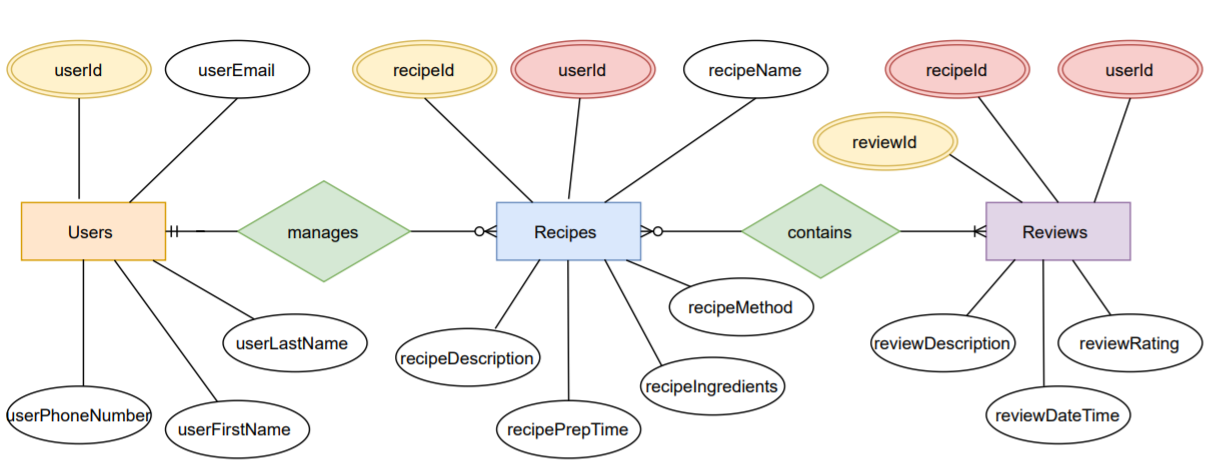 userId
userEmail
recipeId
userId
recipeName
recipeId
userId
reviewId
Users
manages
Recipes
contains
Reviews
recipeMethod
userLastName
recipeDescription
reviewDescription
reviewRating
recipeIngredients
userPhoneNumber
userFirstName
recipePrepTime
reviewDateTime